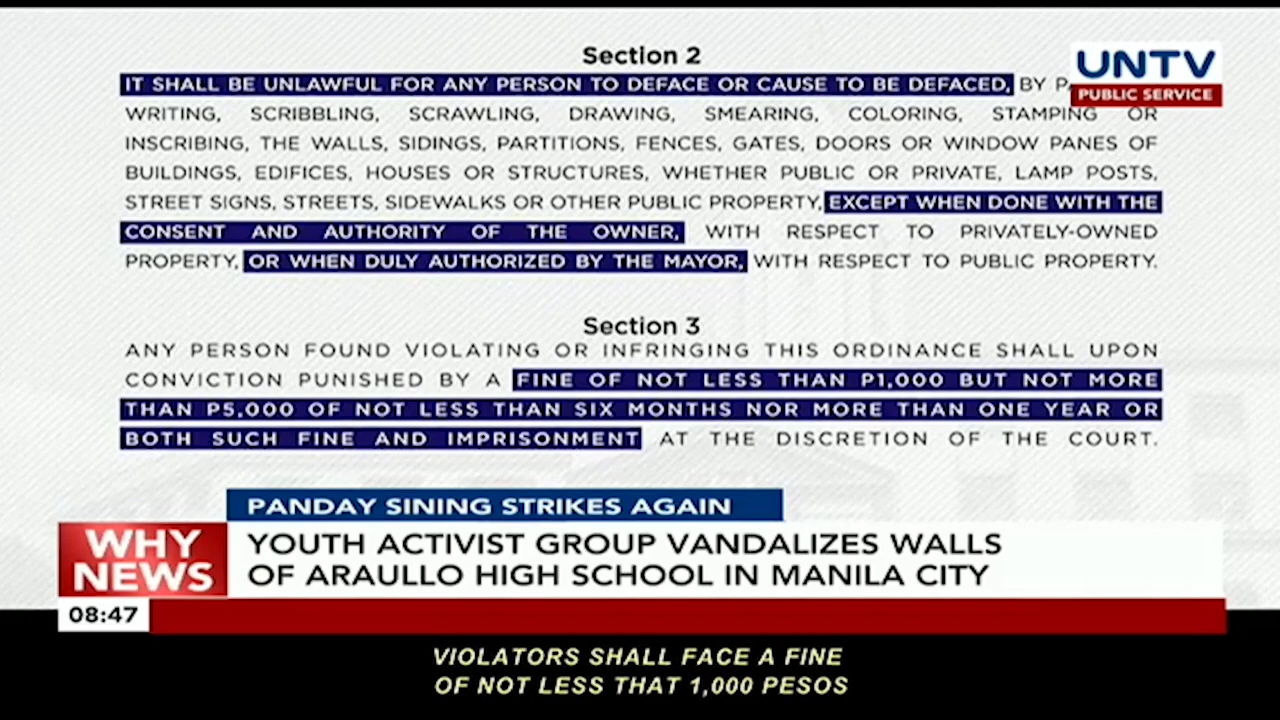 Section 2
IT SHALL BE UNLAWFUL FOR ANY PERSON TO DEFACE OR CAUSE TO BE DEFACED, BY
WRITING, SCRIBBLING, SCRAWLING, DRAWING, SMEARING, COLORING, STAMPING OR
INSCRIBING, THE WALLS, SIDINGS, PARTITIONS, FENCES, GATES, DOORS OR WINDOW PANES OF
BUILDINGS, EDIFICES, HOUSES OR STRUCTURES, WHETHER PUBLIC OR PRIVATE, LAMP POSTS,
STREET SIGNS, STREETS, SIDEWALKS OR OTHER PUBLIC PROPERTY, EXCEPT WHEN DONE WITH THE
CONSENT AND AUTHORITY OF THE OWNER, WITH RESPECT TO PRIVATELY-OWNED
PROPERTY, OR WHEN DULY AUTHORIZED BY THE MAYOR, WITH RESPECT TO PUBLIC PROPERTY.
UNTV
PUBLIC SERVICE
Section 3
ANY PERSON FOUND VIOLATING OR INFRINGING THIS ORDINANCE SHALL UPON
CONVICTION PUNISHED BY A FINE OF NOT LESS THAN P1,000 BUT NOT MORE
THAN P5,000 OF NOT LESS THAN SIX MONTHS NOR MORE THAN ONE YEAR OR
BOTH SUCH FINE AND IMPRISONMENT AT THE DISCRETION OF THE COURT.
PANDAY SINING STRIKES AGAIN
WHY
NEWS
YOUTH ACTIVIST GROUP VANDALIZES WALLS
OF ARAULLO HIGH SCHOOL IN MANILA CITY
08:47
VIOLATORS SHALL FACE A FINE
OF NOT LESS THAT 1,000 PESOS